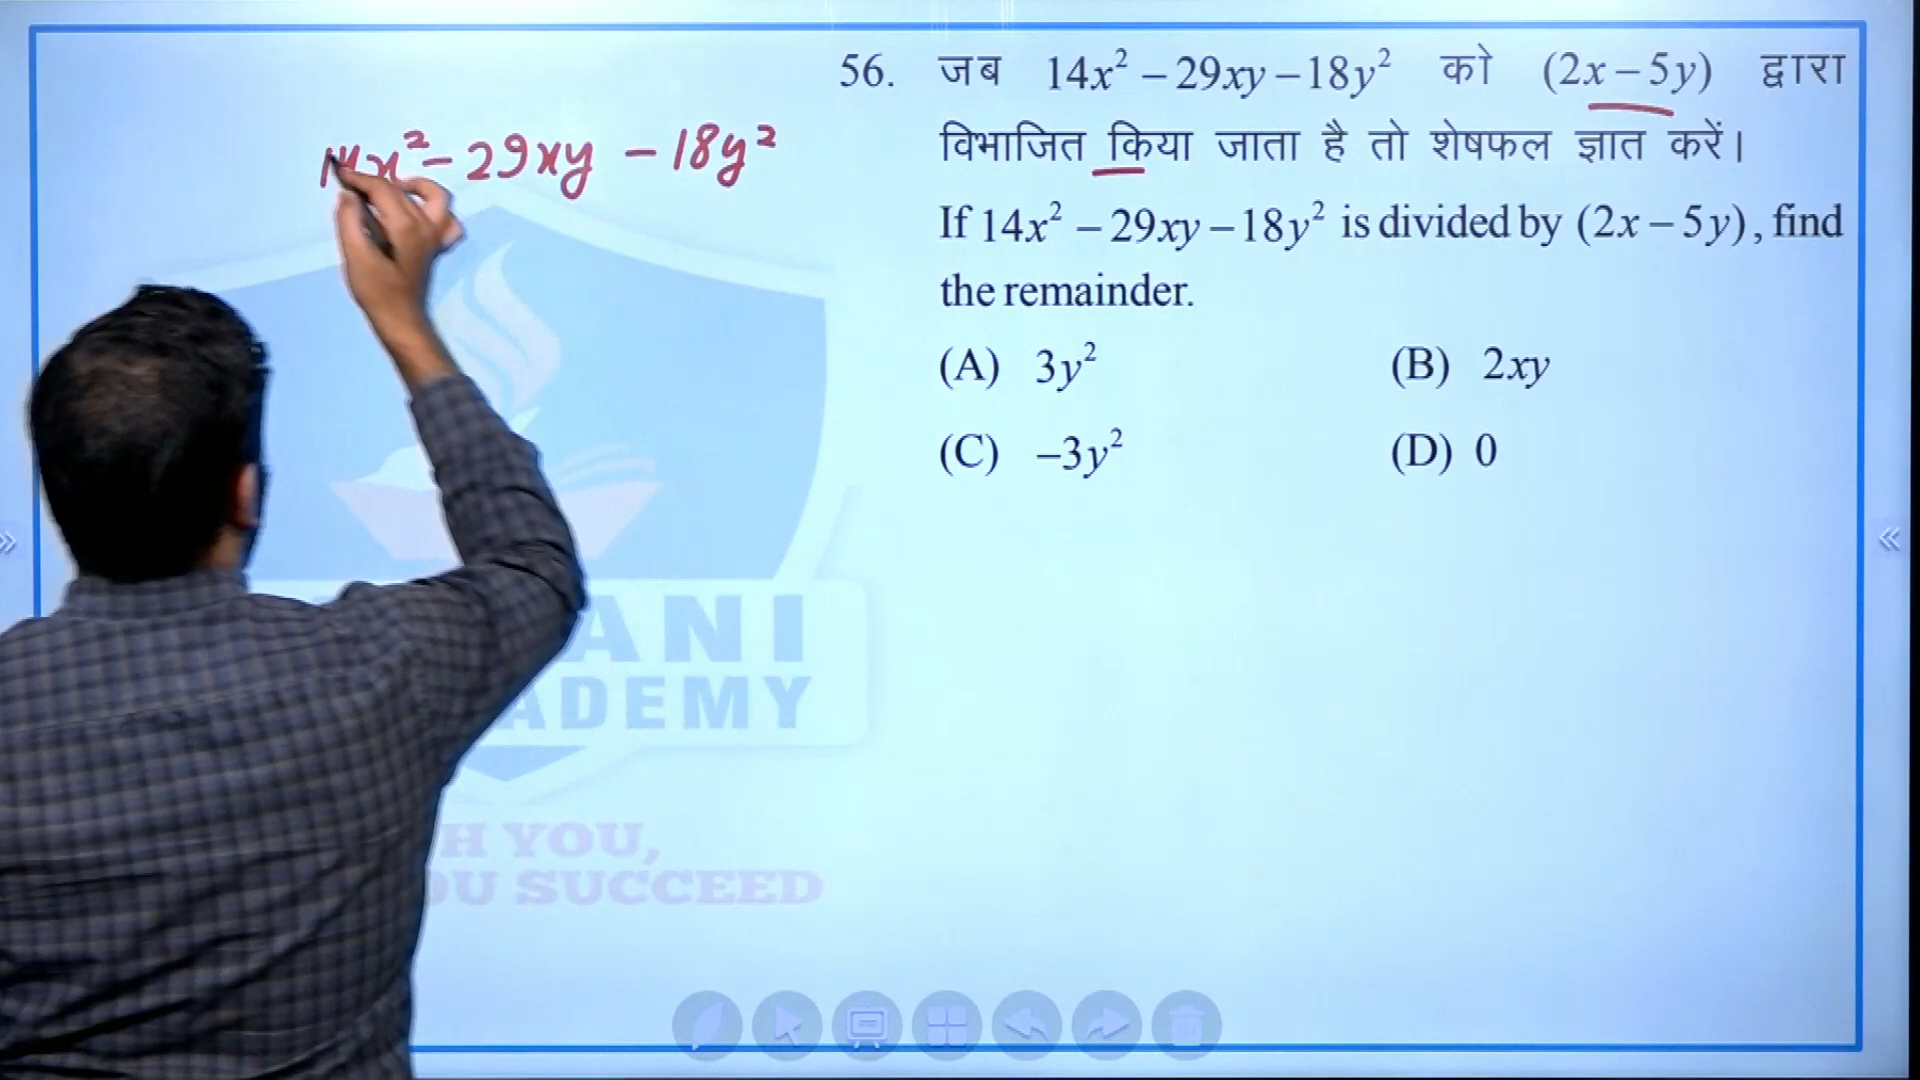 56. जब 14x² – 29xy – 18y² को (2x – 5y) द्वारा
विभाजित किया जाता है तो शेषफल ज्ञात करें।
If 14x² – 29xy – 18y² is divided by (2x – 5y), find
the remainder.
(A) 3y² (B) 2xy
(C) –3y² (D) 0
14x² – 29xy – 18y²
ANI
ADEMY
H YOU,
OU SUCCEED